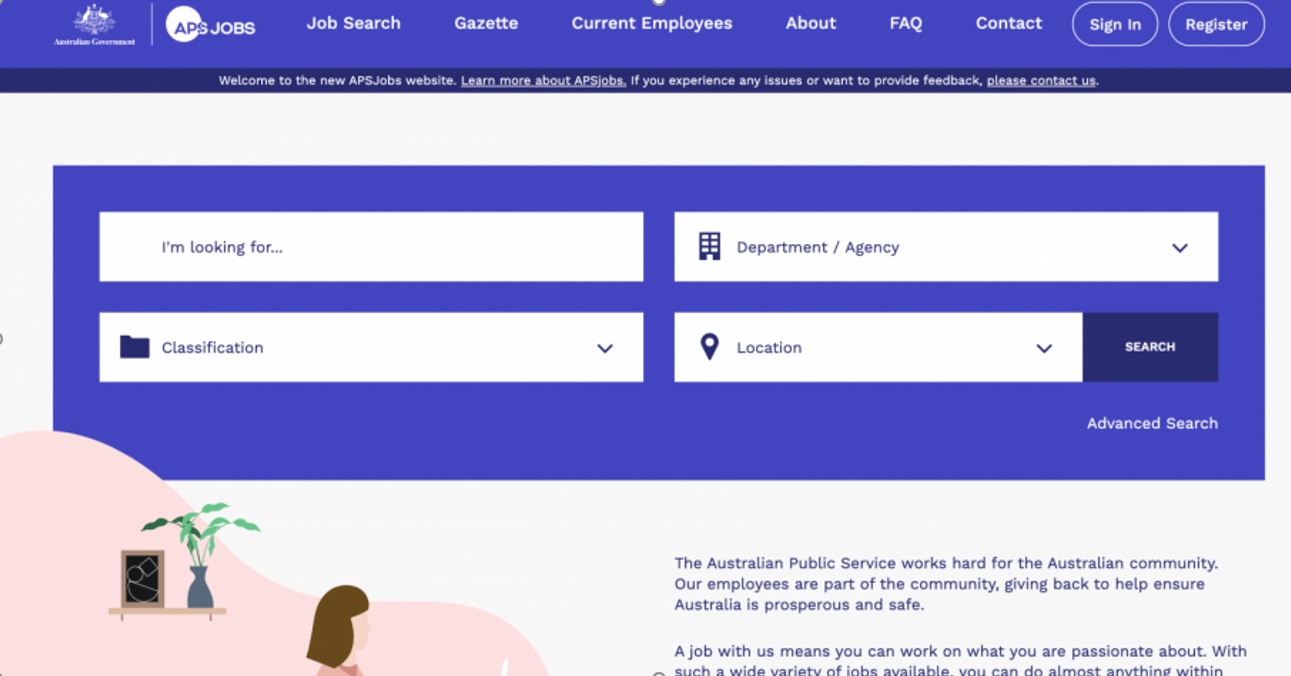 Australian Government
APS JOBS
Job Search
Gazette
Current Employees
About
FAQ
Contact
Sign In
Register
Welcome to the new APSJobs website. Learn more about APSjobs. If you experience any issues or want to provide feedback, please contact us.
I'm looking for...
Department / Agency
Classification
Location
SEARCH
Advanced Search
The Australian Public Service works hard for the Australian community.
Our employees are part of the community, giving back to help ensure
Australia is prosperous and safe.
A job with us means you can work on what you are passionate about. With
such a wide variety of jobs available, you can do almost anything within